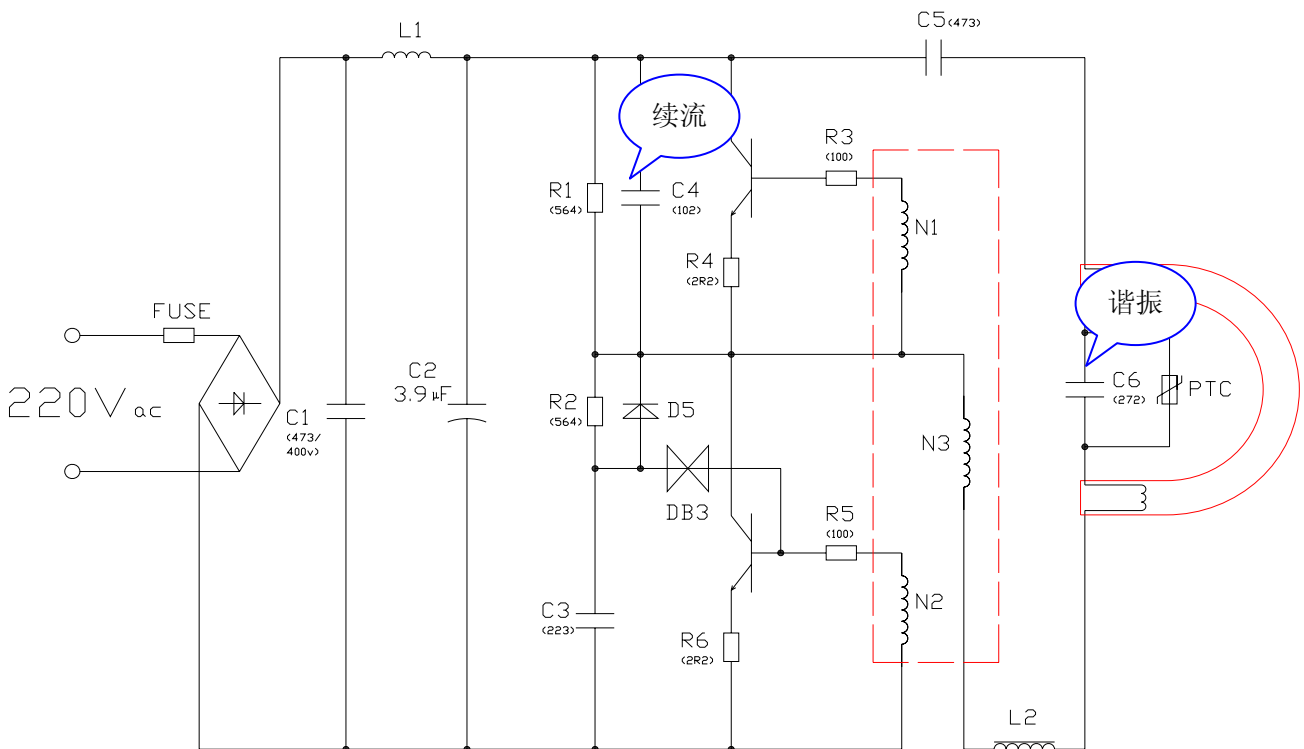 C5(473)
L1
续流
R3
(100)
R1
(564)
C4
(102)
N1
R4
(2R2)
FUSE
谐振
220Vac
C2
3.9μF
C1
(473/
400v)
R2
(564)
D5
C6
(272)
PTC
N3
DB3
R5
(100)
C3
(223)
N2
R6
(2R2)
L2